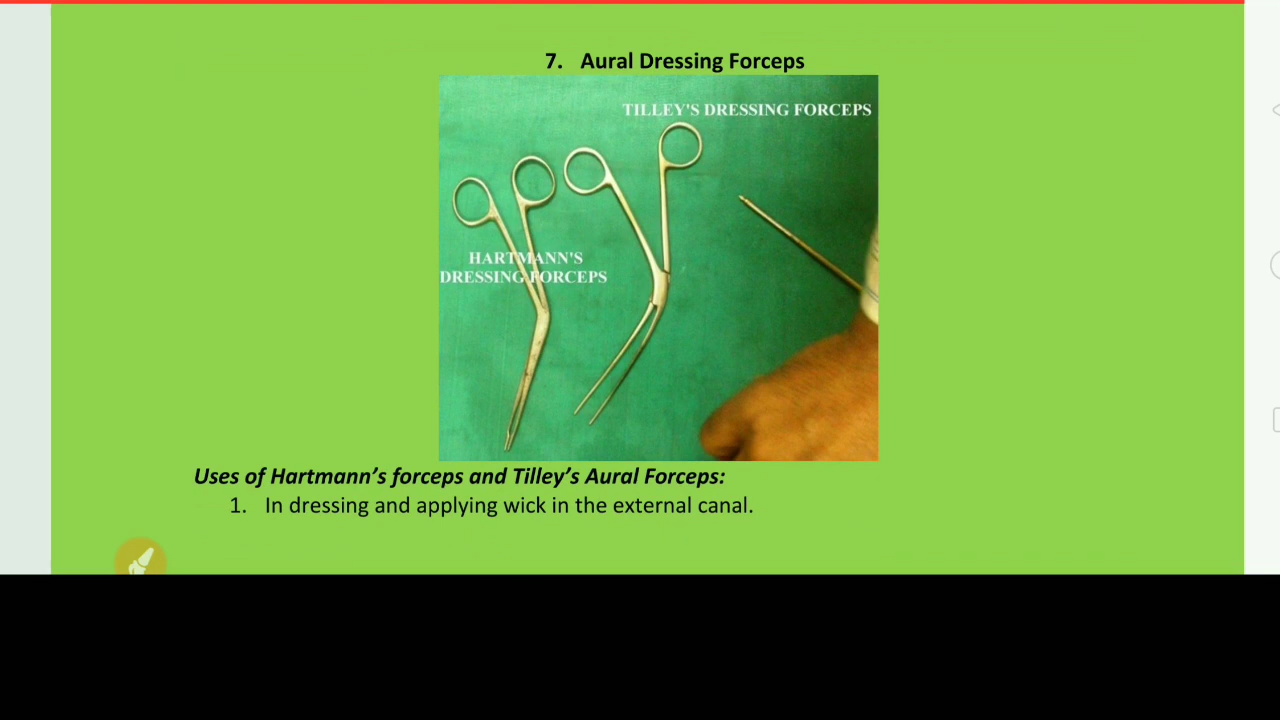 7. Aural Dressing Forceps
TILLEY'S DRESSING FORCEPS
HARTMANN'S
DRESSING FORCEPS
Uses of Hartmann's forceps and Tilley's Aural Forceps:
1. In dressing and applying wick in the external canal.